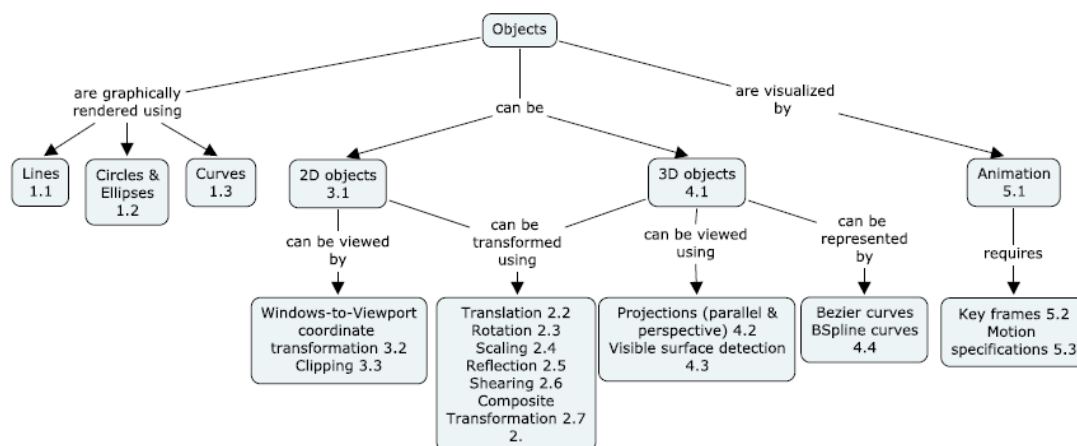 Objects
are graphically
rendered using
can be
are visualized
by
Lines
1.1
Circles &
Ellipses
1.2
Curves
1.3
2D objects
3.1
3D objects
4.1
Animation
5.1
can be viewed
by
can be
transformed
using
can be viewed
using
can be
represented
by
requires
Windows-to-Viewport
coordinate
transformation 3.2
Clipping 3.3
Translation 2.2
Rotation 2.3
Scaling 2.4
Reflection 2.5
Shearing 2.6
Composite
Transformation 2.7
2.
Projections (parallel &
perspective) 4.2
Visible surface detection
4.3
Bezier curves
BSpline curves
4.4
Key frames 5.2
Motion
specifications 5.3